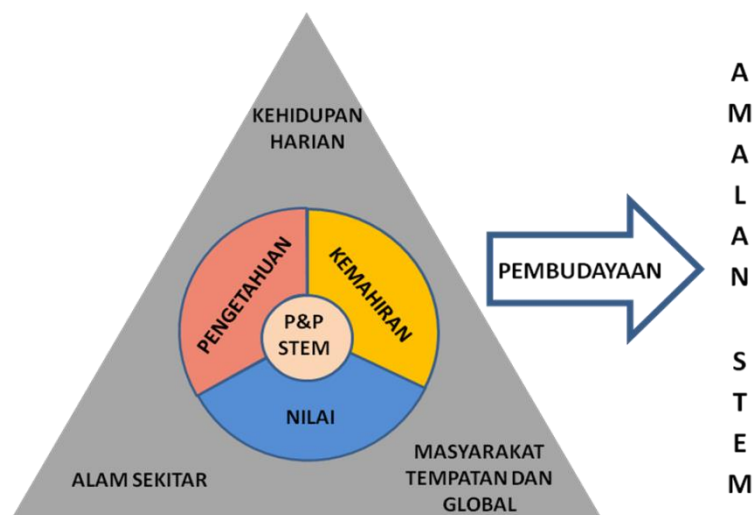 KEHIDUPAN
HARIAN
PENGETAHUAN
KEMAHIRAN
P&P
STEM
NILAI
ALAM SEKITAR
MASYARAKAT
TEMPATAN DAN
GLOBAL
PEMBUDAYAAN
A
M
A
L
A
N
S
T
E
M